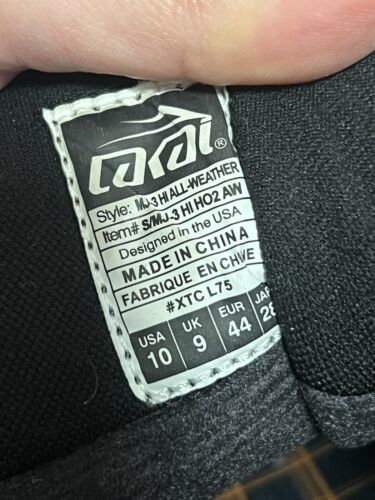 Lakai®
Style: MJ-3 HI ALL-WEATHER
Item# S/MJ-3 HI HO2 AW
Designed in the USA
MADE IN CHINA
FABRIQUE EN CHINE
#XTC L75
USA UK EUR
10 9 44